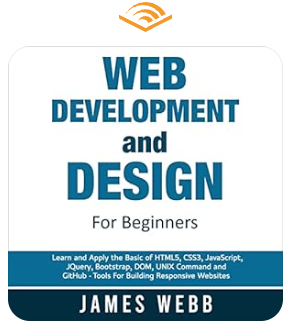 WEB
DEVELOPMENT
and
DESIGN
For Beginners
Learn and Apply the Basic of HTML5, CSS3, JavaScript,
JQuery, Bootstrap, DOM, UNIX Command and
GitHub - Tools For Building Responsive Websites
JAMES WEBB